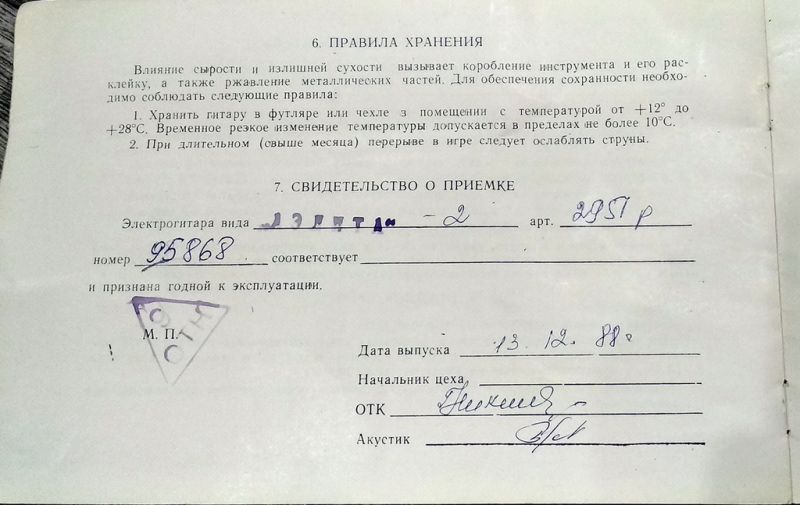 6. ПРАВИЛА ХРАНЕНИЯ
Влияние сырости и излишней сухости вызывает коробление инструмента и его рас-
клейку, а также ржавление металлических частей. Для обеспечения сохранности необхо-
димо соблюдать следующие правила:
1. Хранить гитару в футляре или чехле з помещении с температурой от +12° до
+28°С. Временное резкое изменение температуры допускается в пределах не более 10°С.
2. При длительном (свыше месяца) перерыве в игре следует ослаблять струны.
7. СВИДЕТЕЛЬСТВО О ПРИЕМКЕ
Электрогитара вида - 2 арт. 2951 р
номер 95868 соответствует
и признана годной к эксплуатации.
М. П.
ОТК
Дата выпуска 13. 12. 88г
Начальник цеха
ОТК
Акустик